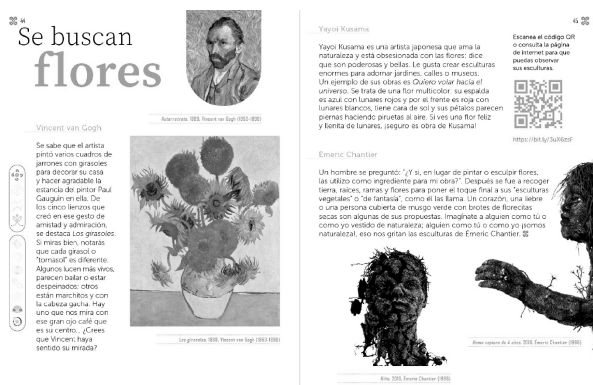 44
Se buscan
flores
Autorretrato, 1889, Vincent van Gogh (1853-1890)
Vincent van Gogh
Se sabe que el artista
pintó varios cuadros de
jarrones con girasoles
para decorar su casa
y hacer agradable la
estancia del pintor Paul
Gauguin en ella. De
los cinco lienzos que
creó en ese gesto de
amistad y admiración,
se destaca Los girasoles.
Si miras bien, notarás
que cada girasol o
"tornasol" es diferente.
Algunos lucen más vivos,
parecen bailar o estar
despeinados; otros
están marchitos y con
la cabeza gacha. Hay
uno que nos mira con
ese gran ojo café que
es su centro... ¿Crees
que Vincent haya
sentido su mirada?
Los girasoles, 1888, Vincent van Gogh (1853-1890)
45
Yayoi Kusama
Yayoi Kusama es una artista japonesa que ama la
naturaleza y está obsesionada con las flores; dice
que son poderosas y bellas. Le gusta crear esculturas
enormes para adornar jardines, calles o museos.
Un ejemplo de sus obras es Quiero volar hacia el
universo. Se trata de una flor multicolor: su espalda
es azul con lunares rojos y por el frente es roja con
lunares blancos, tiene cara de sol y sus pétalos parecen
piernas haciendo piruetas al aire. Si ves una flor feliz
y llenita de lunares, ¡seguro es obra de Kusama!
Escanea el código QR
o consulta la página
de internet para que
puedas observar
sus esculturas.
Émeric Chantier
Un hombre se preguntó: "¿Y si, en lugar de pintar o esculpir flores,
las utilizo como ingrediente para mi obra?". Después se fue a recoger
tierra, raíces, ramas y flores para poner el toque final a sus "esculturas
vegetales" o "de fantasía", como él las llama. Un corazón, una liebre
o una persona cubierta de musgo verde con brotes de florecitas
secas son algunas de sus propuestas. Imagínate a alguien como tú o
como yo vestido de naturaleza; alguien como tú o como yo ¡somos
naturaleza!, eso nos gritan las esculturas de Émeric Chantier.
2018, Émeric Chantier (1986)
2018, Émeric Chantier (1986)